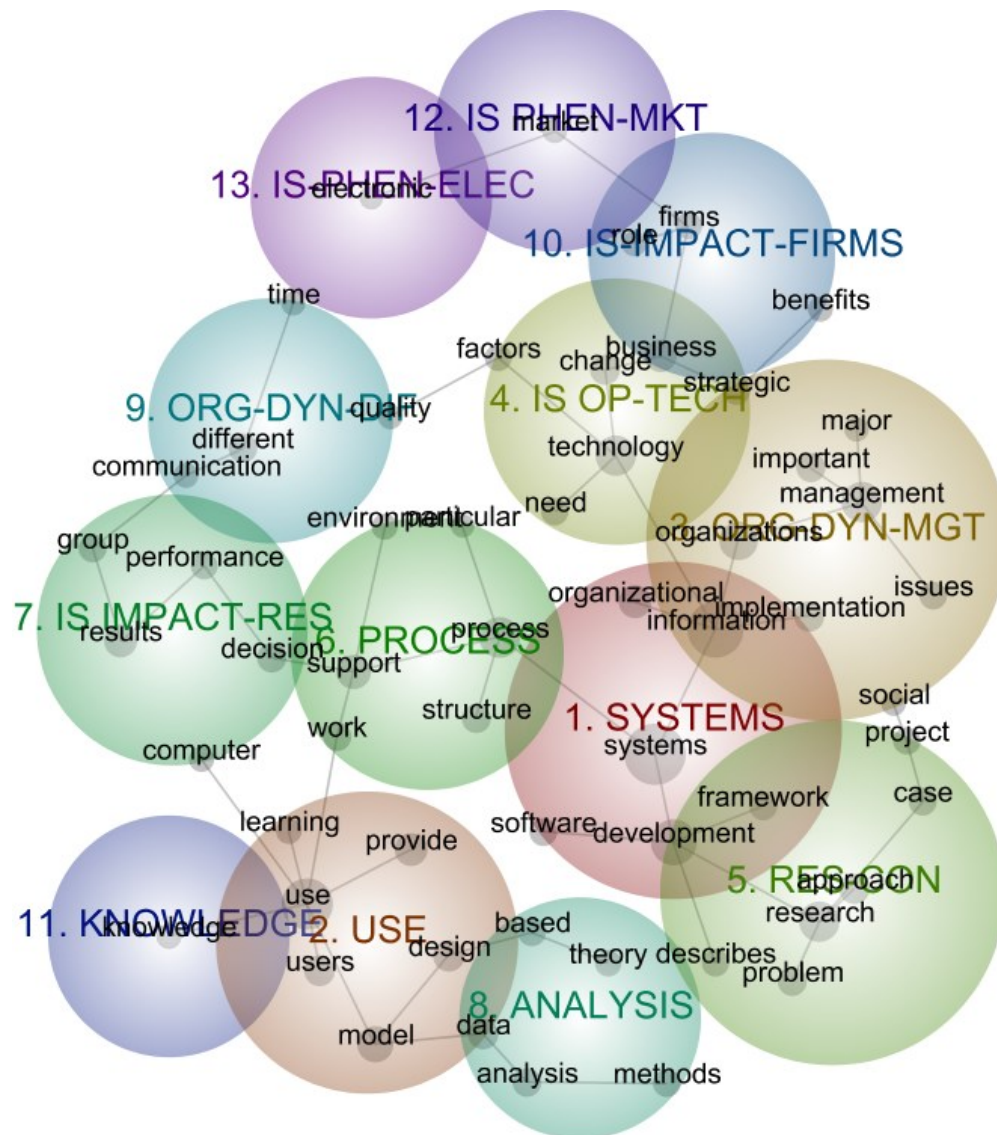 12. IS PHEN-MKT
market
13. IS-PHEN-ELEC
electronic
firms
role
10. IS-IMPACT-FIRMS
time
benefits
factors
business
change
strategic
4. IS OP-TECH
9. ORG-DYN-DIF
quality
major
different
technology
communication
important
management
need
environment
particular
3. ORG-DYN-MGT
organizations
group
performance
issues
organizational
implementation
7. IS IMPACT-RES
results
information
process
6. PROCESS
decision
support
social
structure
1. SYSTEMS
work
project
systems
computer
case
framework
learning
software
development
provide
5. RES-CON
approach
use
research
11. KNOWLEDGE
knowledge
2. USE
based
design
users
theory
describes
problem
8. ANALYSIS
data
model
analysis
methods